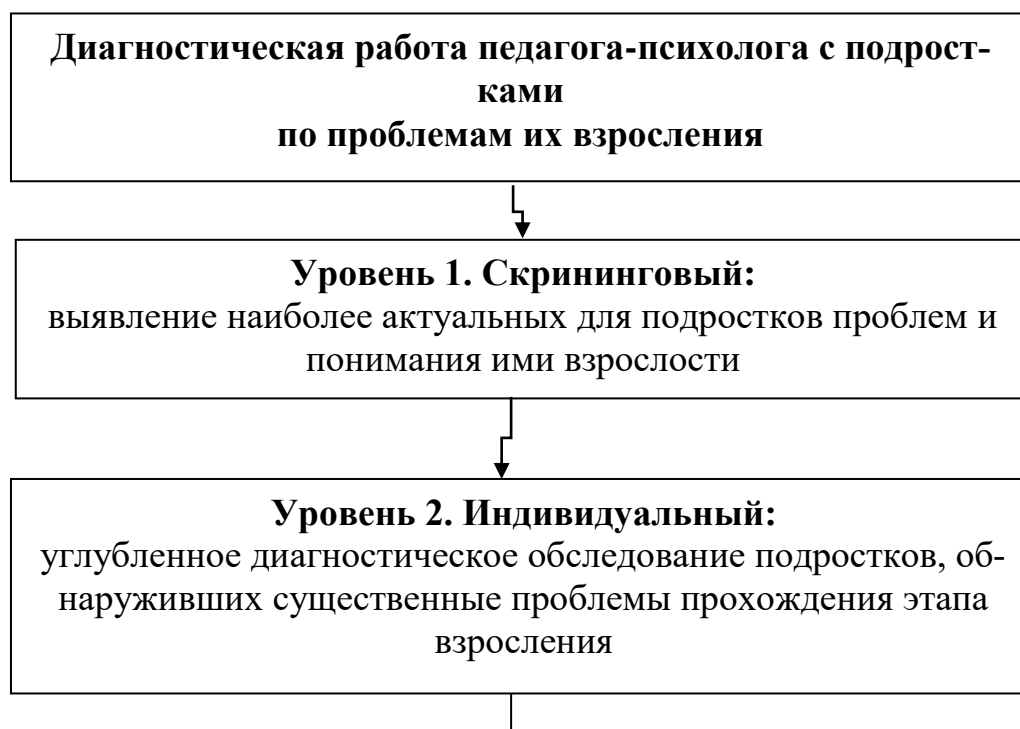 Диагностическая работа педагога-психолога с подрост-
ками
по проблемам их взросления
Уровень 1. Скрининговый:
выявление наиболее актуальных для подростков проблем и
понимания ими взрослости
Уровень 2. Индивидуальный:
углубленное диагностическое обследование подростков, об-
наруживших существенные проблемы прохождения этапа
взросления